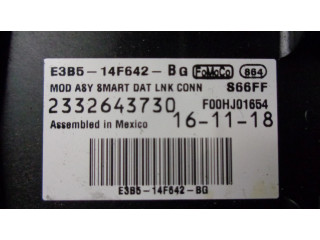 E3B5-14F642-BG FoMoCo 864
MOD ASY SMART DAT LNK CONN S66FF
2332643730 F00HJ01654
Assembled in Mexico 16-11-18
E3B5-14F642-BG